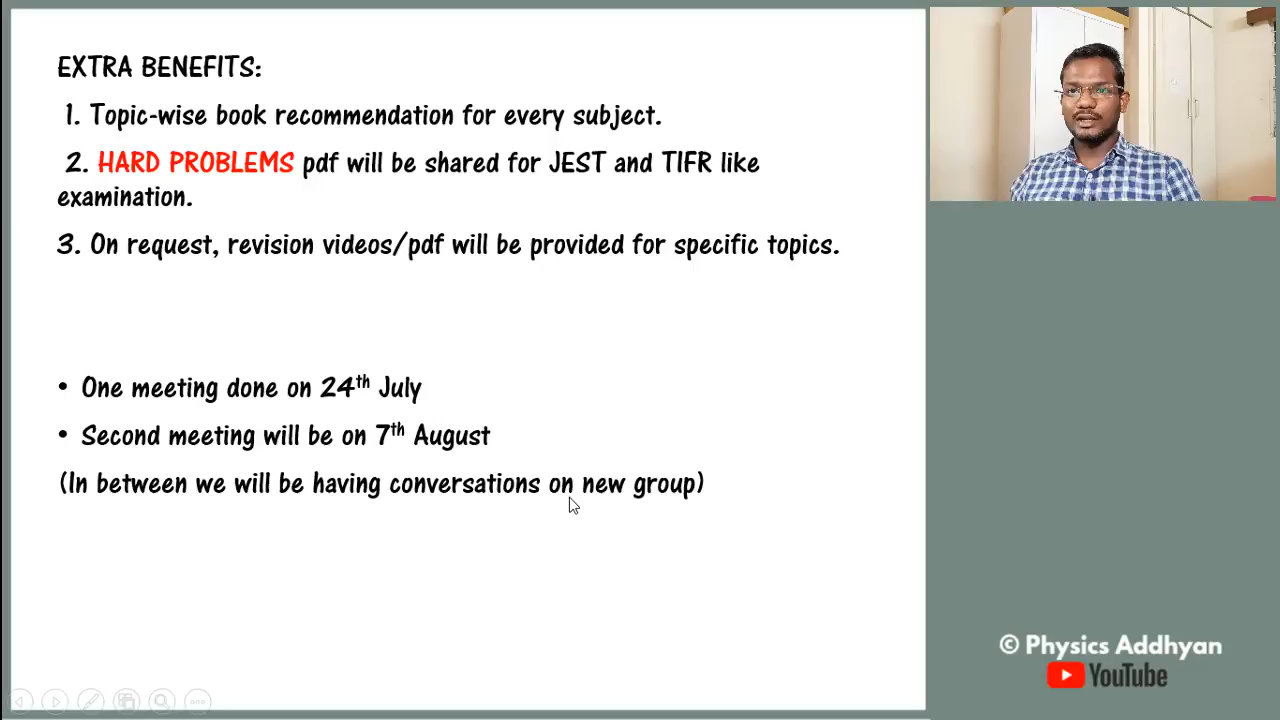 EXTRA BENEFITS:
1. Topic-wise book recommendation for every subject.
2. HARD PROBLEMS pdf will be shared for JEST and TIFR like
examination.
3. On request, revision videos/pdf will be provided for specific topics.
• One meeting done on 24th July
• Second meeting will be on 7th August
(In between we will be having conversations on new group)
© Physics Addhyan
YouTube